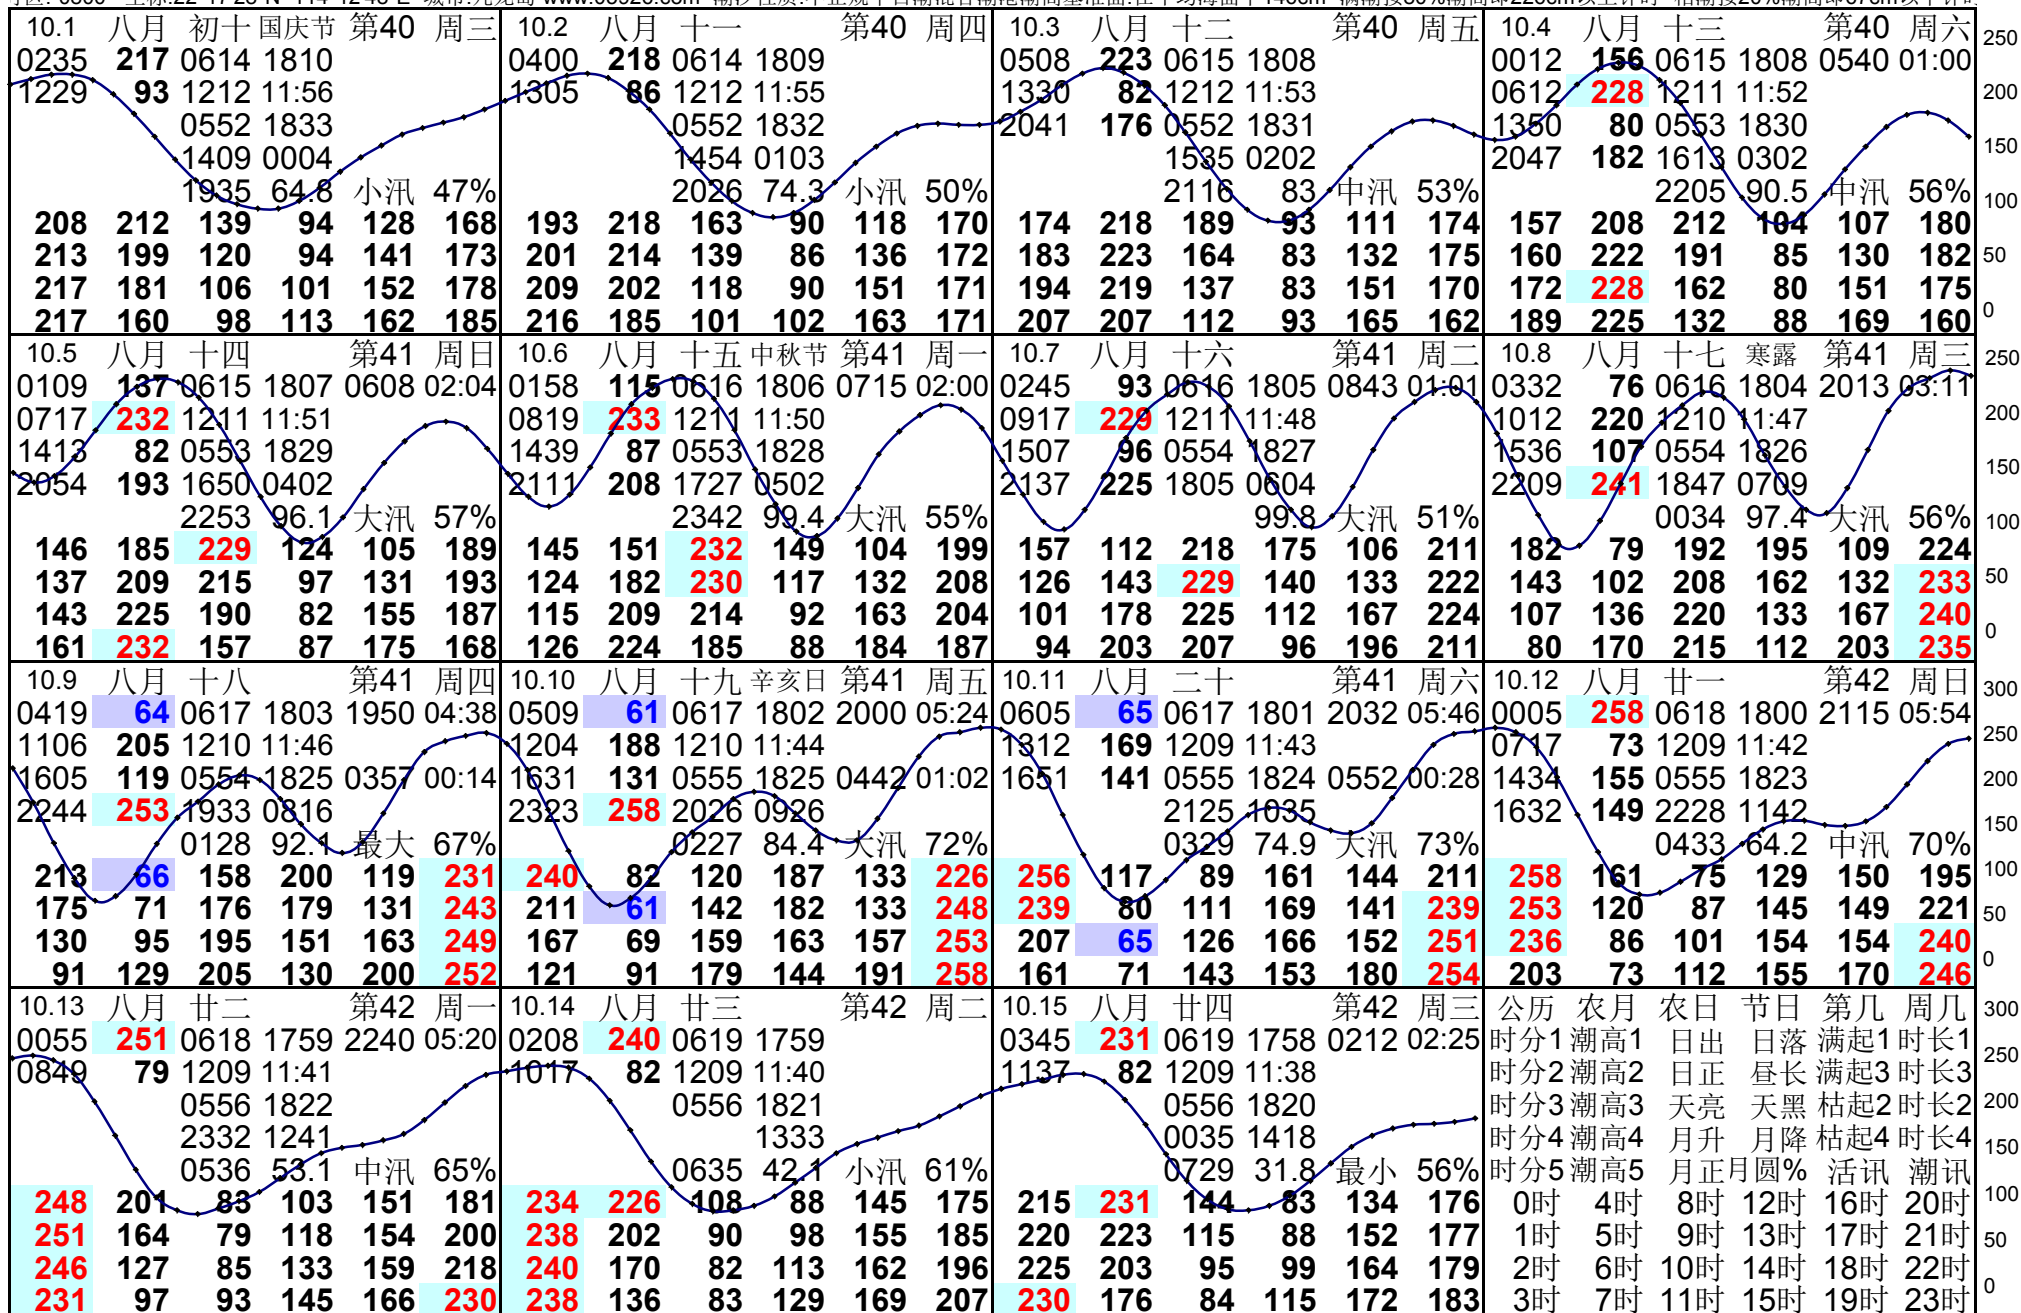 10.1 八月 初十 国庆节 第40 周三
0235 217 0614 1810
1229 93 1212 11:56
0552 1833
1409 0004
1935 64.8 小汛 47%
208 212 139 94 128 168
213 199 120 94 141 173
217 181 106 101 152 178
217 160 98 113 162 185
10.2 八月 十一 第40 周四
0400 218 0614 1809
1305 86 1212 11:55
0552 1832
1454 0103
2026 74.3 小汛 50%
193 218 163 90 118 170
201 214 139 86 136 172
209 202 118 90 151 171
216 185 101 102 163 171
10.3 八月 十二 第40 周五
0508 223 0615 1808
1330 82 1212 11:53
2041 176 0552 1831
1535 0202
2116 83 中汛 53%
174 218 189 93 111 174
183 223 164 83 132 175
194 219 137 83 151 170
207 207 112 93 165 162
10.4 八月 十三 第40 周六
0012 156 0615 1808 0540 01:00
0612 228 1211 11:52
1350 80 0553 1830
2047 182 1613 0302
2205 90.5 中汛 56%
157 208 212 104 107 180
160 222 191 85 130 182
172 228 162 80 151 175
189 225 132 88 169 160
250
200
150
100
50
0
10.5 八月 十四 第41 周日
0109 137 0615 1807 0608 02:04
0717 232 1211 11:51
1413 82 0553 1829
2054 193 1650 0402
2253 96.1 大汛 57%
146 185 229 124 105 189
137 209 215 97 131 193
143 225 190 82 155 187
161 232 157 87 175 168
10.6 八月 十五 中秋节 第41 周一
0158 115 0616 1806 0715 02:00
0819 233 1211 11:50
1439 87 0553 1828
2111 208 1727 0502
2342 99.4 大汛 55%
145 151 232 149 104 199
124 182 230 117 132 208
115 209 214 92 163 204
126 224 185 88 184 187
10.7 八月 十六 第41 周二
0245 93 0616 1805 0843 01:01
0917 229 1211 11:48
1507 96 0554 1827
2137 225 1805 0604
99.8 大汛 51%
157 112 218 175 106 211
126 143 229 140 133 222
101 178 225 112 167 224
94 203 207 96 196 211
10.8 八月 十七 寒露 第41 周三
0332 76 0616 1804 2013 03:11
1012 220 1210 11:47
1536 107 0554 1826
2209 241 1847 0709
0034 97.4 大汛 56%
182 79 192 195 109 224
143 102 208 162 132 233
107 136 220 133 167 240
80 170 215 112 203 235
250
200
150
100
50
0
10.9 八月 十八 第41 周四
0419 64 0617 1803 1950 04:38
1106 205 1210 11:46
1605 119 0554 1825 0357 00:14
2244 253 1933 0816
0128 92.1 最大 67%
213 66 158 200 119 231
175 71 176 179 131 243
130 95 195 151 163 249
91 129 205 130 200 252
10.10 八月 十九 辛亥日 第41 周五
0509 61 0617 1802 2000 05:24
1204 188 1210 11:44
1631 131 0555 1825 0442 01:02
2323 258 2026 0926
0227 84.4 大汛 72%
240 82 120 187 133 226
211 61 142 182 133 248
167 69 159 163 157 253
121 91 179 144 191 258
10.11 八月 二十 第41 周六
0605 65 0617 1801 2032 05:46
1312 169 1209 11:43
1651 141 0555 1824 0552 00:28
2125 1035
0329 74.9 大汛 73%
256 117 89 161 144 211
239 80 111 169 141 239
207 65 126 166 152 251
161 71 143 153 180 254
10.12 八月 廿一 第42 周日
0005 258 0618 1800 2115 05:54
0717 73 1209 11:42
1434 155 0555 1823
1632 149 2228 1142
0433 64.2 中汛 70%
258 161 75 129 150 195
253 120 87 145 149 221
236 86 101 154 154 240
203 73 112 155 170 246
300
250
200
150
100
50
0
10.13 八月 廿二 第42 周一
0055 251 0618 1759 2240 05:20
0849 79 1209 11:41
0556 1822
2332 1241
0536 53.1 中汛 65%
248 201 83 103 151 181
251 164 79 118 154 200
246 127 85 133 159 218
231 97 93 145 166 230
10.14 八月 廿三 第42 周二
0208 240 0619 1759
1017 82 1209 11:40
0556 1821
1333
0635 42.1 小汛 61%
234 226 108 88 145 175
238 202 90 98 155 185
240 170 82 113 162 196
238 136 83 129 169 207
10.15 八月 廿四 第42 周三
0345 231 0619 1758 0212 02:25
1137 82 1209 11:38
0556 1820
0035 1418
0729 31.8 最小 56%
215 231 144 83 134 176
220 223 115 88 152 177
225 203 95 99 164 179
230 176 84 115 172 183
公历 农月 农日 节日 第几 周几
时分1 潮高1 日出 日落 满起1 时长1
时分2 潮高2 日正 昼长 满起3 时长3
时分3 潮高3 天亮 天黑 枯起2 时长2
时分4 潮高4 月升 月降 枯起4 时长4
时分5 潮高5 月正 月圆% 活讯 潮讯
0时 4时 8时 12时 16时 20时
1时 5时 9时 13时 17时 21时
2时 6时 10时 14时 18时 22时
3时 7时 11时 15时 19时 23时
300
250
200
150
100
50
0